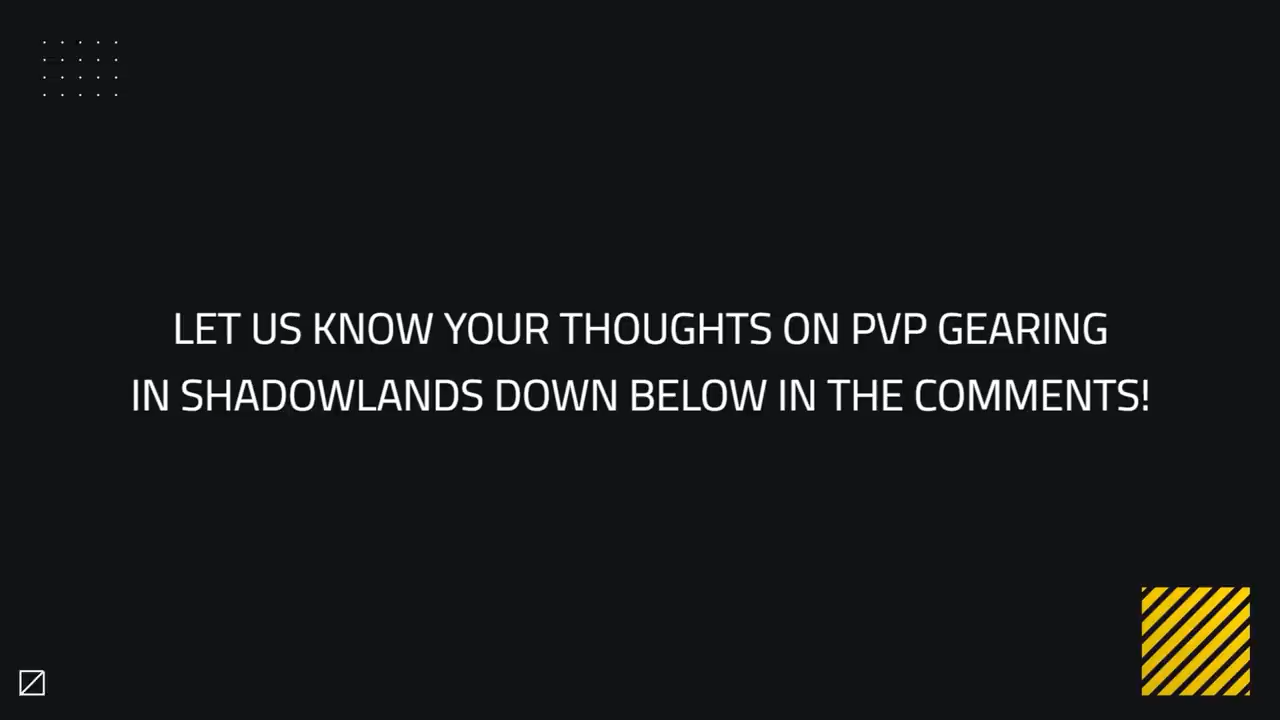 LET US KNOW YOUR THOUGHTS ON PVP GEARING
IN SHADOWLANDS DOWN BELOW IN THE COMMENTS!